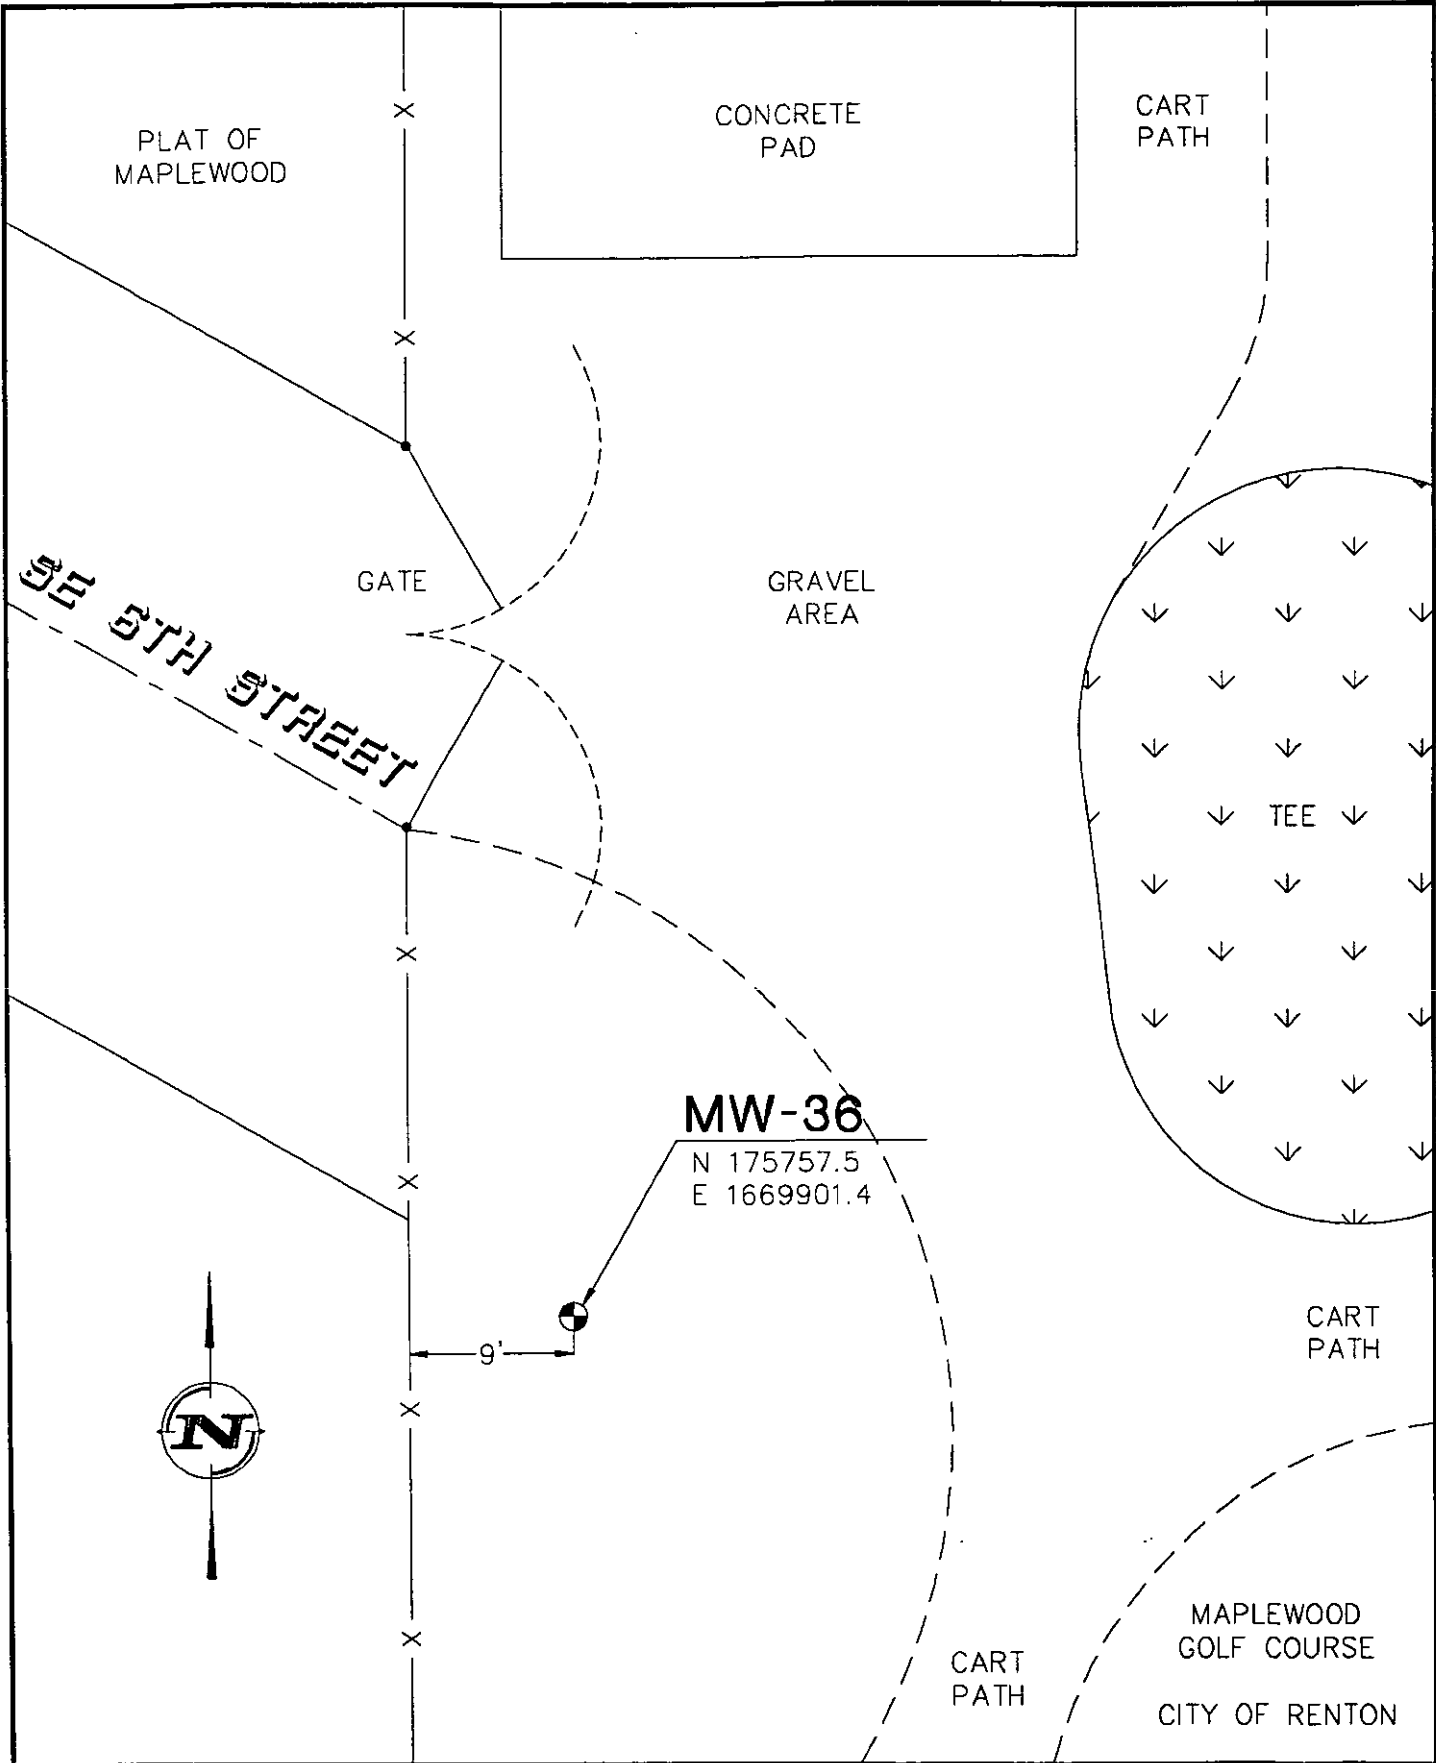 PLAT OF
MAPLEWOOD
CONCRETE
PAD
CART
PATH
GATE
GRAVEL
AREA
SE STREET
TEE
MW-36
N 175757.5
E 1669901.4
9'
CART
PATH
N
MAPLEWOOD
GOLF COURSE
CITY OF RENTON
CART
PATH